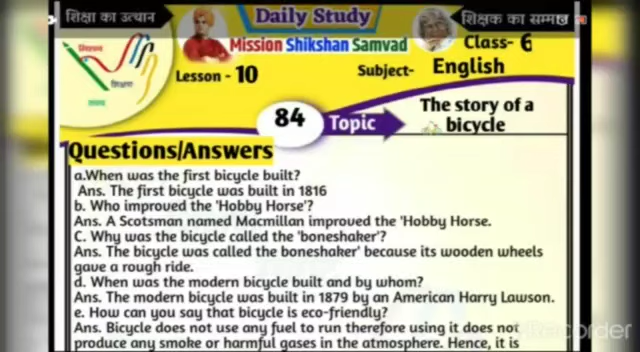 शिक्षा का उत्थान
Daily Study
शिक्षक का सम्मान
Mission Shikshan Samvad
Class- 6
Lesson - 10
Subject- English
84
Topic
The story of a
bicycle
Questions/Answers
a.When was the first bicycle built?
Ans. The first bicycle was built in 1816
b. Who improved the 'Hobby Horse'?
Ans. A Scotsman named Macmillan improved the 'Hobby Horse.
C. Why was the bicycle called the 'boneshaker'?
Ans. The bicycle was called the boneshaker' because its wooden wheels
gave a rough ride.
d. When was the modern bicycle built and by whom?
Ans. The modern bicycle was built in 1879 by an American Harry Lawson.
e. How can you say that bicycle is eco-friendly?
Ans. Bicycle does not use any fuel to run therefore using it does not
produce any smoke or harmful gases in the atmosphere. Hence, it is